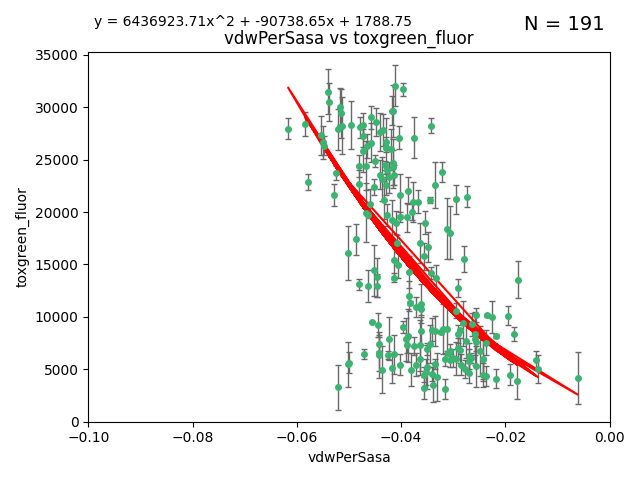 y = 6436923.71x^2 + -90738.65x + 1788.75
N = 191
vdwPerSasa vs toxgreen_fluor
35000
30000
25000
20000
15000
10000
5000
0
toxgreen_fluor
−0.10 −0.08 −0.06 −0.04 −0.02 0.00
vdwPerSasa